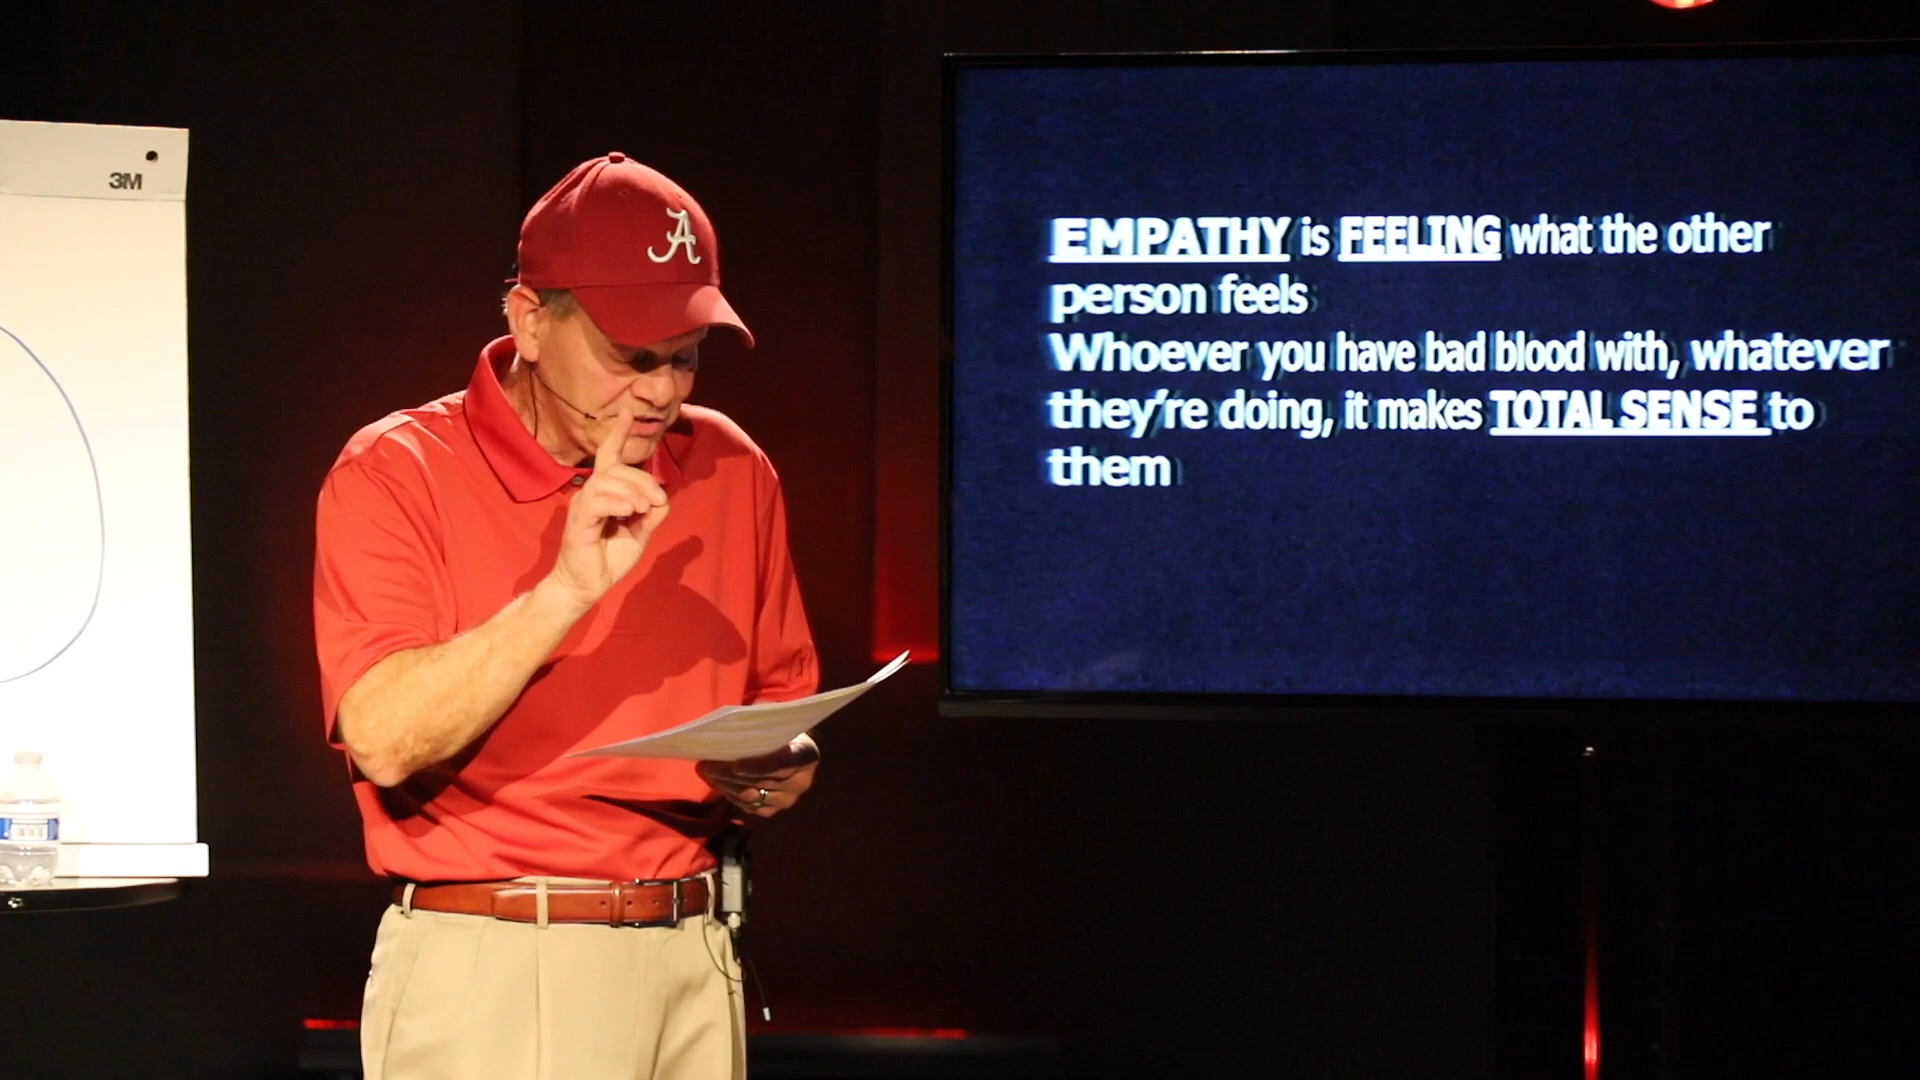 3M
A
EMPATHY is FEELING what the other
person feels
Whoever you have bad blood with, whatever
they're doing, it makes TOTAL SENSE to
them